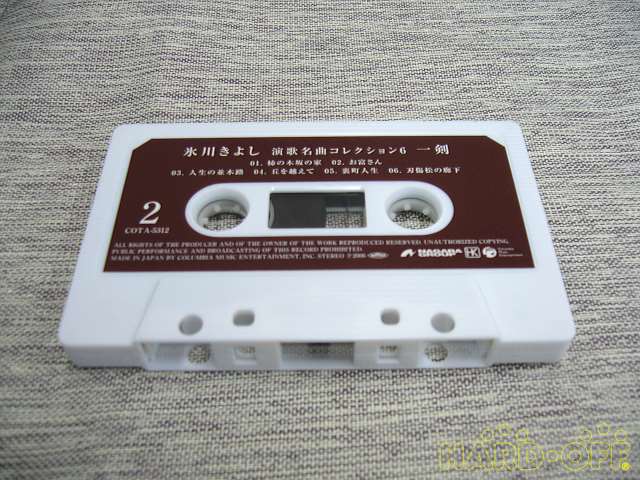 氷川きよし 演歌名曲コレクション6 一剣
01. 柿の木坂の家 02. お富さん
03. 人生の並木路 04. 丘を越えて 05. 裏町人生 06. 刃傷松の廊下
2
COTA-5312
ALL RIGHTS OF THE PRODUCER AND OF THE OWNER OF THE WORK REPRODUCED RESERVED. UNAUTHORIZED COPYING,
PUBLIC PERFORMANCE AND BROADCASTING OF THIS RECORD PROHIBITED.
MADE IN JAPAN BY COLUMBIA MUSIC ENTERTAINMENT, INC. STEREO ℗2006
HK
HARD-OFF